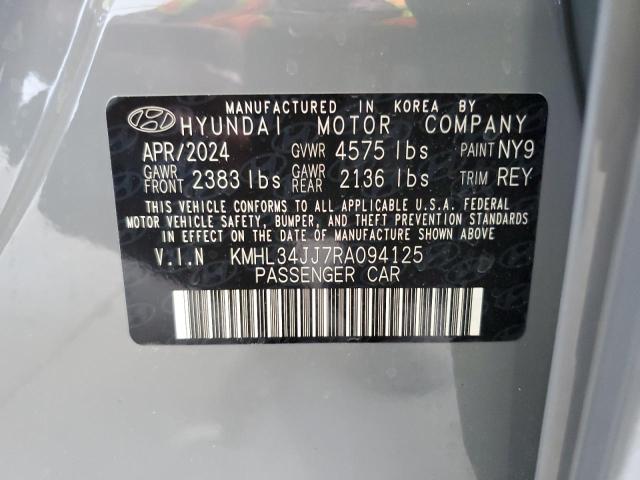 MANUFACTURED IN KOREA BY
HYUNDAI MOTOR COMPANY
APR/2024 GVWR 4575 lbs PAINT NY9
GAWR FRONT 2383 lbs GAWR REAR 2136 lbs TRIM REY
THIS VEHICLE CONFORMS TO ALL APPLICABLE U.S.A. FEDERAL
MOTOR VEHICLE SAFETY, BUMPER, AND THEFT PREVENTION STANDARDS
IN EFFECT ON THE DATE OF MANUFACTURE SHOWN ABOVE
V.I.N KMHL34JJ7RA094125
PASSENGER CAR